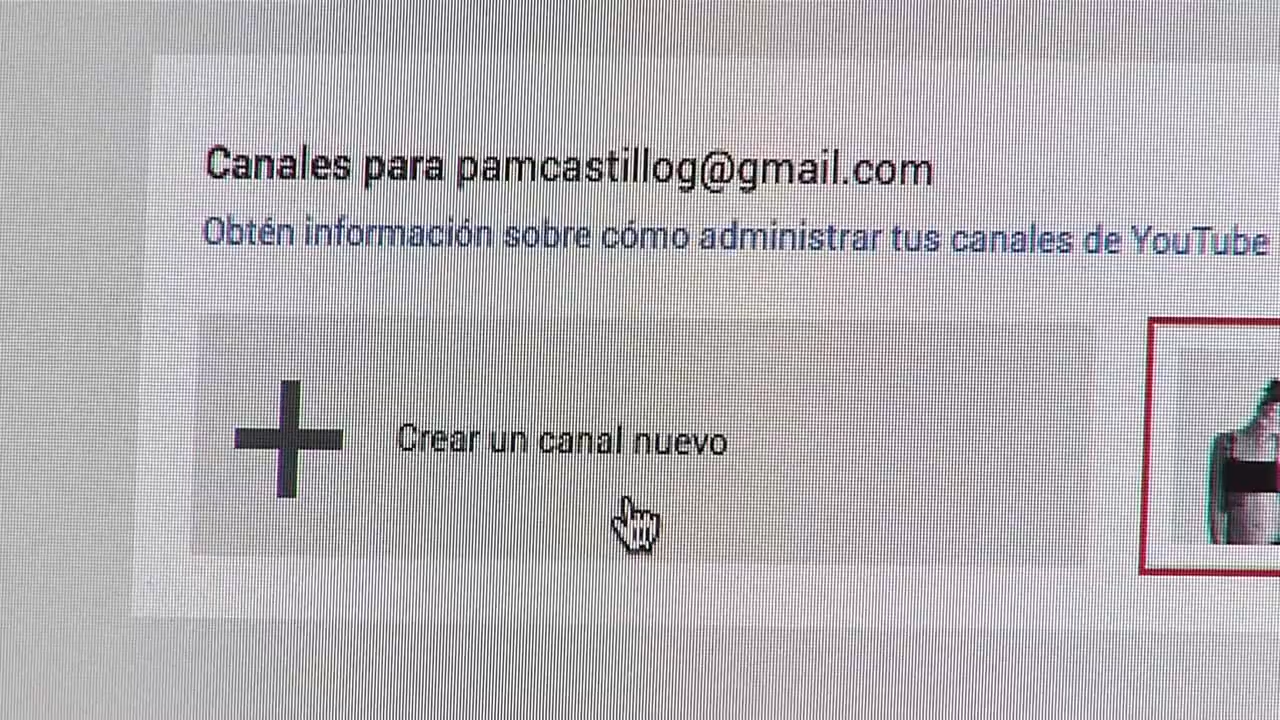 Canales para pamcastillog@gmail.com
Obtén información sobre cómo administrar tus canales de YouTube
Crear un canal nuevo